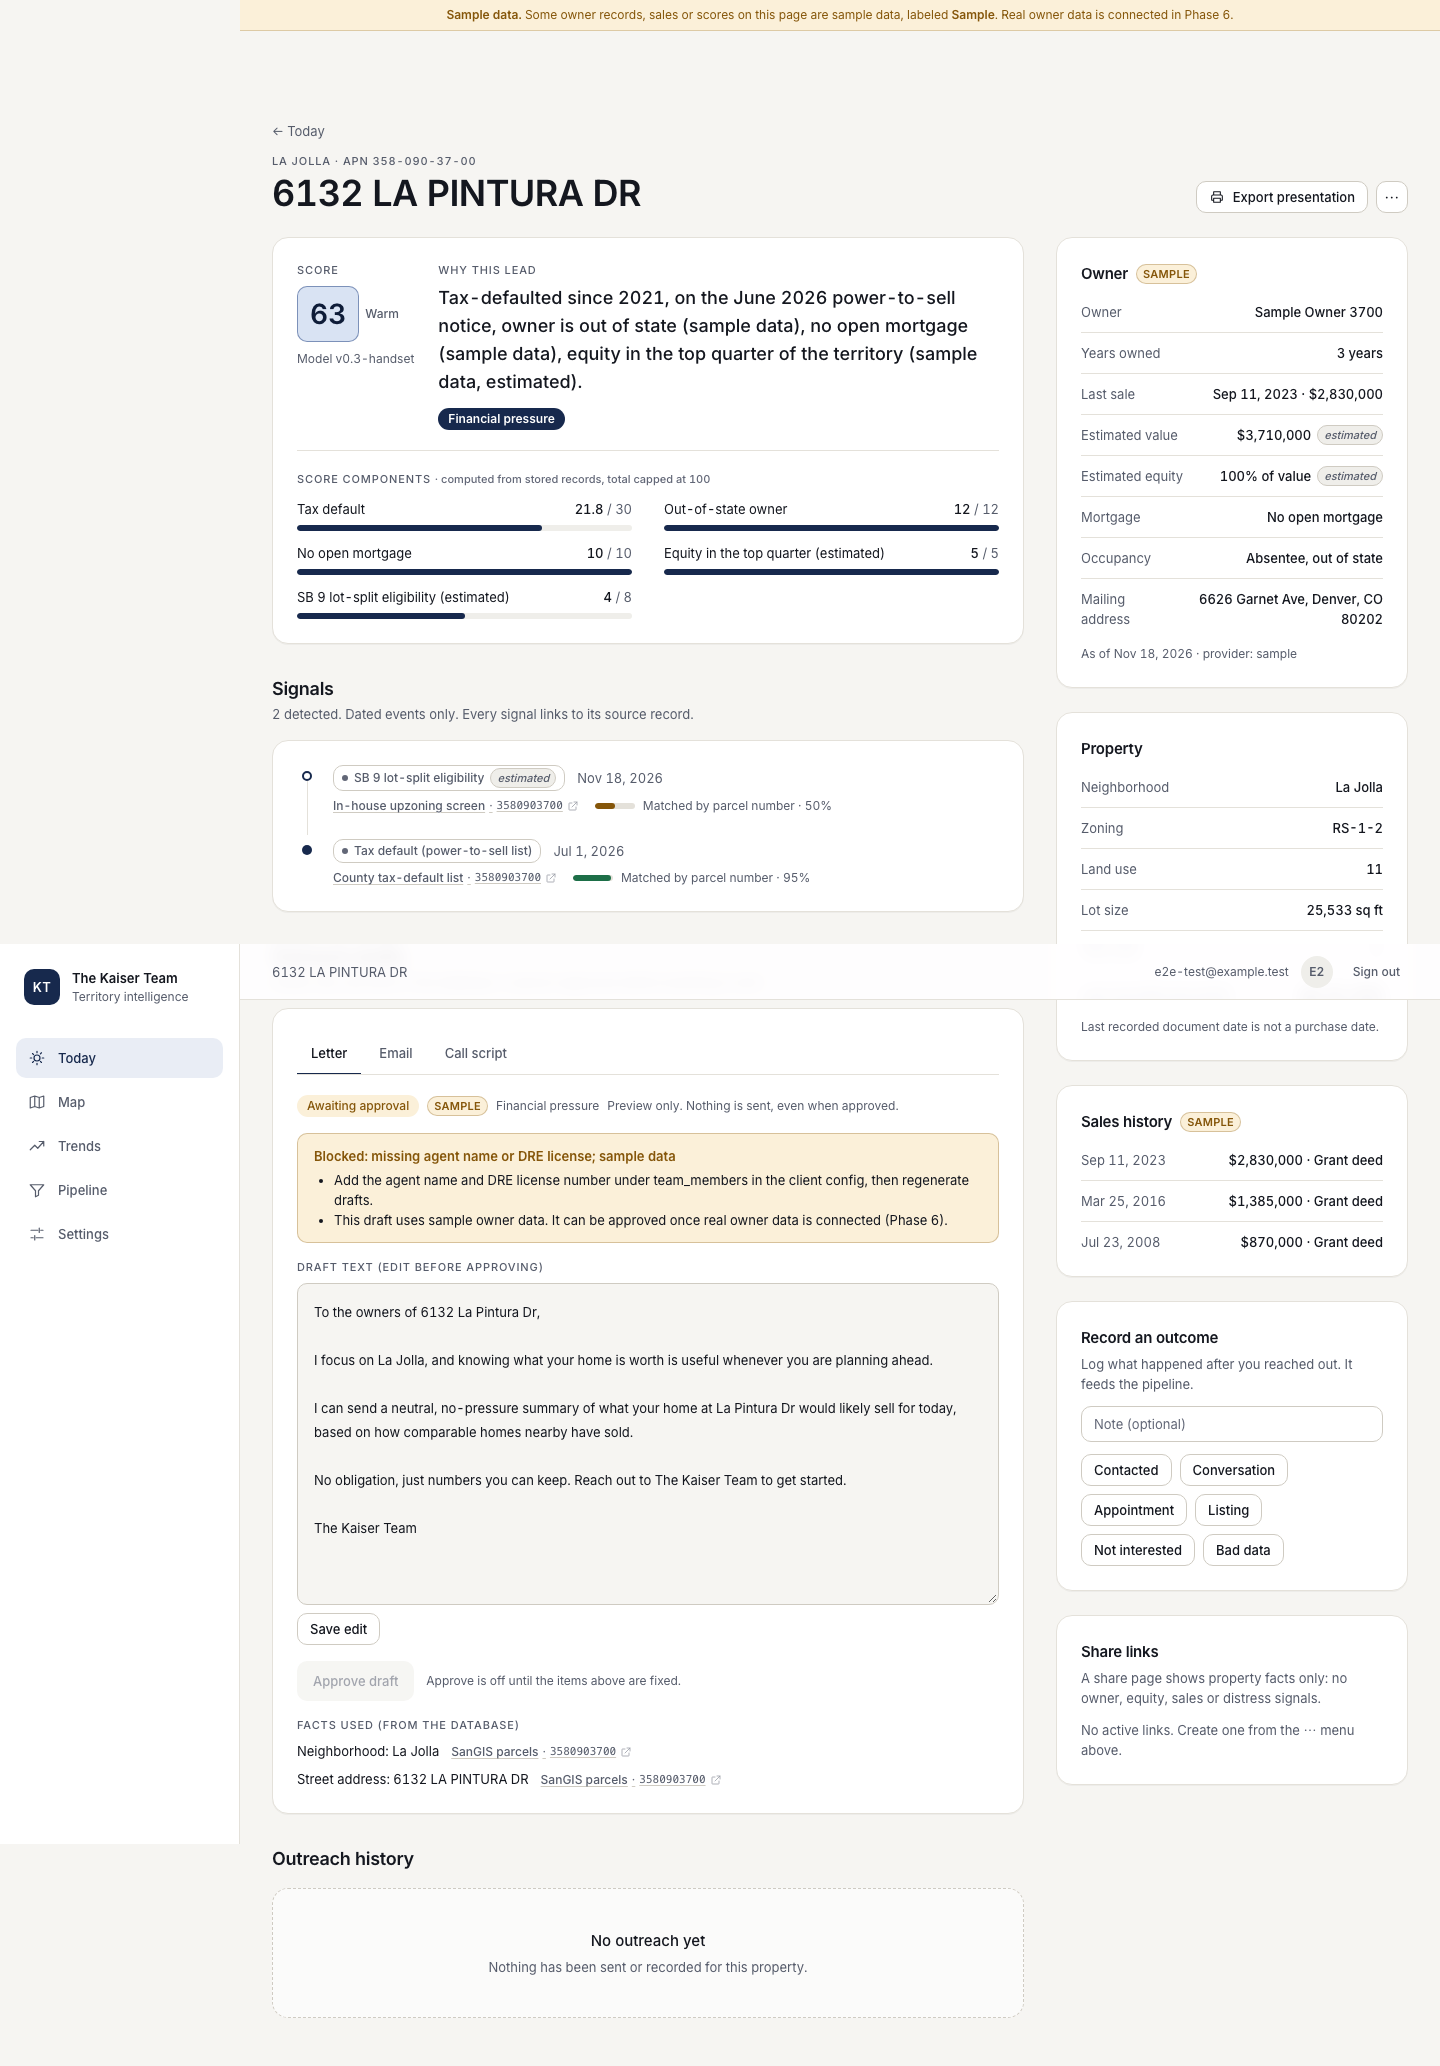 Sample data. Some owner records, sales or scores on this page are sample data, labeled Sample. Real owner data is connected in Phase 6.
← Today
LA JOLLA · APN 358-090-37-00
6132 LA PINTURA DR
Export presentation
···
SCORE
63 Warm
Model v0.3-handset
WHY THIS LEAD
Tax-defaulted since 2021, on the June 2026 power-to-sell
notice, owner is out of state (sample data), no open mortgage
(sample data), equity in the top quarter of the territory (sample
data, estimated).
Financial pressure
SCORE COMPONENTS · computed from stored records, total capped at 100
Tax default 21.8 / 30
Out-of-state owner 12 / 12
No open mortgage 10 / 10
Equity in the top quarter (estimated) 5 / 5
SB 9 lot-split eligibility (estimated) 4 / 8
Signals
2 detected. Dated events only. Every signal links to its source record.
SB 9 lot-split eligibility estimated Nov 18, 2026
In-house upzoning screen · 3580903700 Matched by parcel number · 50%
Tax default (power-to-sell list) Jul 1, 2026
County tax-default list · 3580903700 Matched by parcel number · 95%
Owner SAMPLE
Owner Sample Owner 3700
Years owned 3 years
Last sale Sep 11, 2023 · $2,830,000
Estimated value $3,710,000 estimated
Estimated equity 100% of value estimated
Mortgage No open mortgage
Occupancy Absentee, out of state
Mailing address 6626 Garnet Ave, Denver, CO 80202
As of Nov 18, 2026 · provider: sample
Property
Neighborhood La Jolla
Zoning RS-1-2
Land use 11
Lot size 25,533 sq ft
KT The Kaiser Team
Territory intelligence
Today
Map
Trends
Pipeline
Settings
6132 LA PINTURA DR
e2e-test@example.test E2 Sign out
Last recorded document date is not a purchase date.
Letter Email Call script
Awaiting approval SAMPLE Financial pressure Preview only. Nothing is sent, even when approved.
Blocked: missing agent name or DRE license; sample data
• Add the agent name and DRE license number under team_members in the client config, then regenerate
drafts.
• This draft uses sample owner data. It can be approved once real owner data is connected (Phase 6).
DRAFT TEXT (EDIT BEFORE APPROVING)
To the owners of 6132 La Pintura Dr,
I focus on La Jolla, and knowing what your home is worth is useful whenever you are planning ahead.
I can send a neutral, no-pressure summary of what your home at La Pintura Dr would likely sell for today,
based on how comparable homes nearby have sold.
No obligation, just numbers you can keep. Reach out to The Kaiser Team to get started.
The Kaiser Team
Save edit
Approve draft Approve is off until the items above are fixed.
FACTS USED (FROM THE DATABASE)
Neighborhood: La Jolla SanGIS parcels · 3580903700
Street address: 6132 LA PINTURA DR SanGIS parcels · 3580903700
Sales history SAMPLE
Sep 11, 2023 $2,830,000 · Grant deed
Mar 25, 2016 $1,385,000 · Grant deed
Jul 23, 2008 $870,000 · Grant deed
Record an outcome
Log what happened after you reached out. It
feeds the pipeline.
Note (optional)
Contacted Conversation
Appointment Listing
Not interested Bad data
Share links
A share page shows property facts only: no
owner, equity, sales or distress signals.
No active links. Create one from the ··· menu
above.
Outreach history
No outreach yet
Nothing has been sent or recorded for this property.